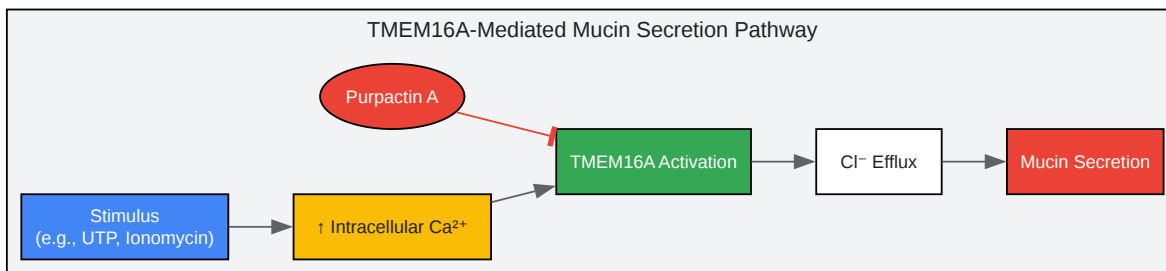 TMEM16A-Mediated Mucin Secretion Pathway
Purpactin A
TMEM16A Activation
Cl⁻ Efflux
Mucin Secretion
Stimulus
(e.g., UTP, Ionomycin)
↑ Intracellular Ca²⁺